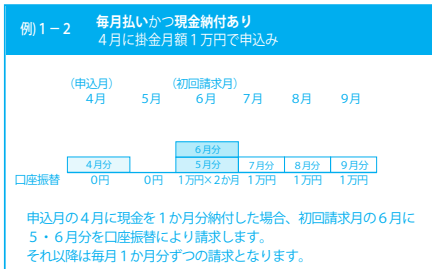 例)1−2
毎月払いかつ現金納付あり
４月に掛金月額１万円で申込み
(申込月)
(初回請求月)
4月 5月 6月 7月 8月 9月
6月分
4月分 5月分 7月分 8月分 9月分
口座振替 0円 0円 1万円×2か月 1万円 1万円 1万円
申込月の４月に現金を１か月分納付した場合、初回請求月の６月に
５・６月分を口座振替により請求します。
それ以降は毎月１か月分ずつの請求となります。